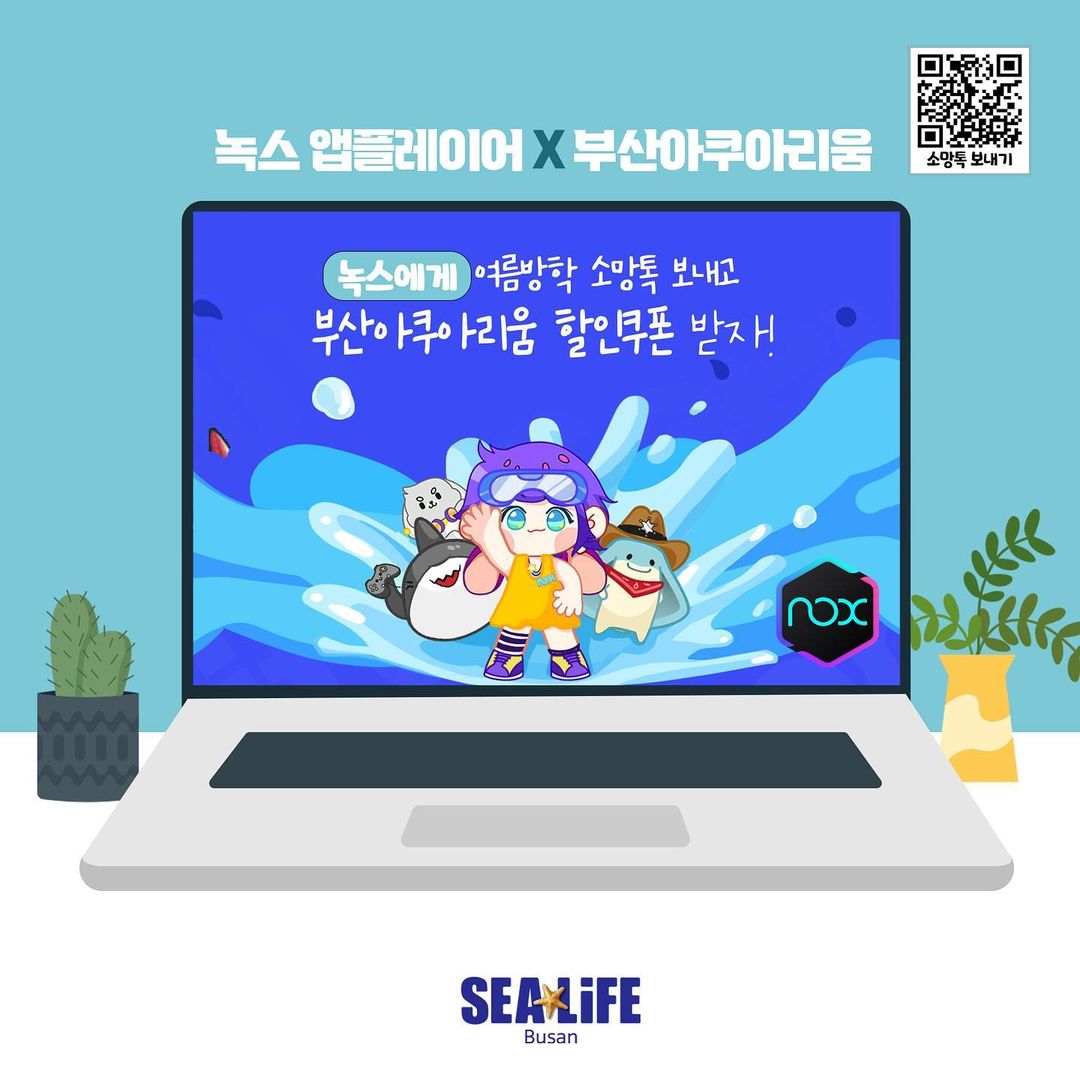 소망톡 보내기
녹스 앱플레이어 X 부산아쿠아리움
녹스에게 여름방학 소망톡 보내고
부산아쿠아리움 할인쿠폰 받자!
nox
nox
SEA LiFE
Busan